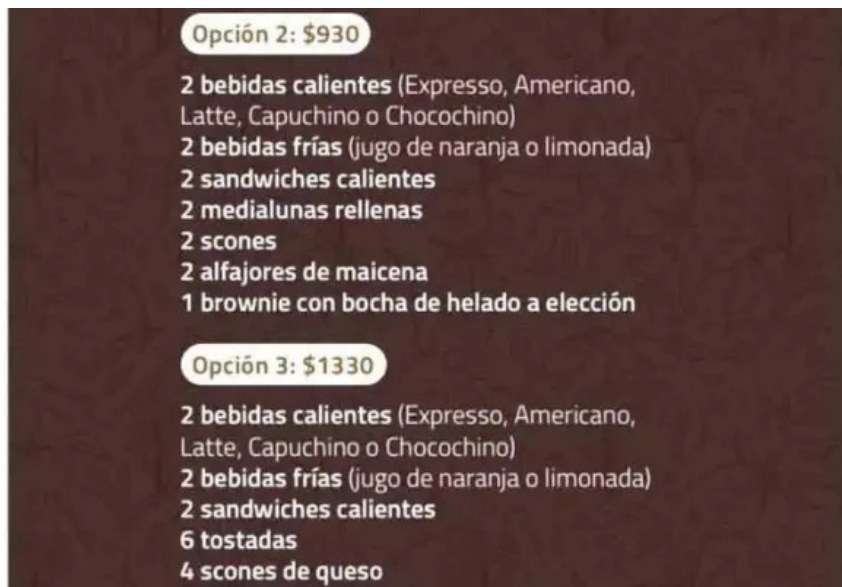 Opción 2: $930
2 bebidas calientes (Expresso, Americano,
Latte, Capuchino o Chocochino)
2 bebidas frías (jugo de naranja o limonada)
2 sandwiches calientes
2 medialunas rellenas
2 scones
2 alfajores de maicena
1 brownie con bocha de helado a elección
Opción 3: $1330
2 bebidas calientes (Expresso, Americano,
Latte, Capuchino o Chocochino)
2 bebidas frías (jugo de naranja o limonada)
2 sandwiches calientes
6 tostadas
4 scones de queso